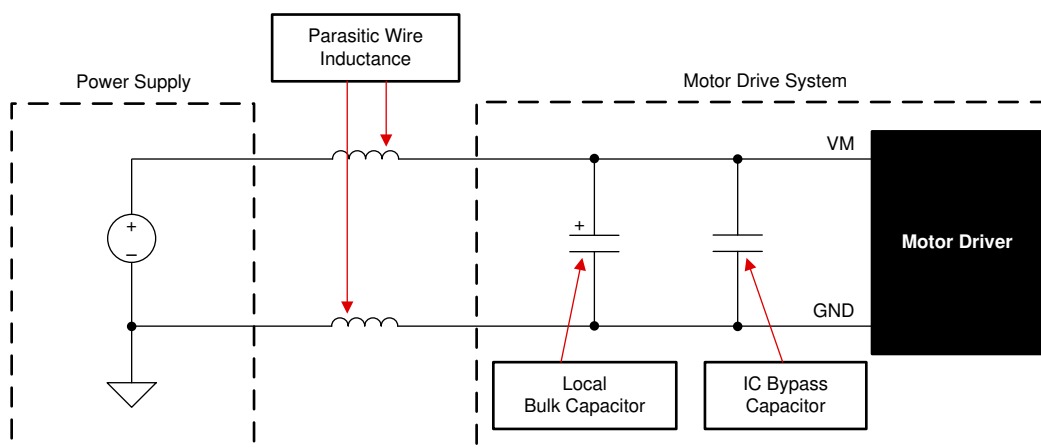 Parasitic Wire
Inductance
Power Supply
Motor Drive System
VM
+
–
+
Motor Driver
GND
Local
Bulk Capacitor
IC Bypass
Capacitor